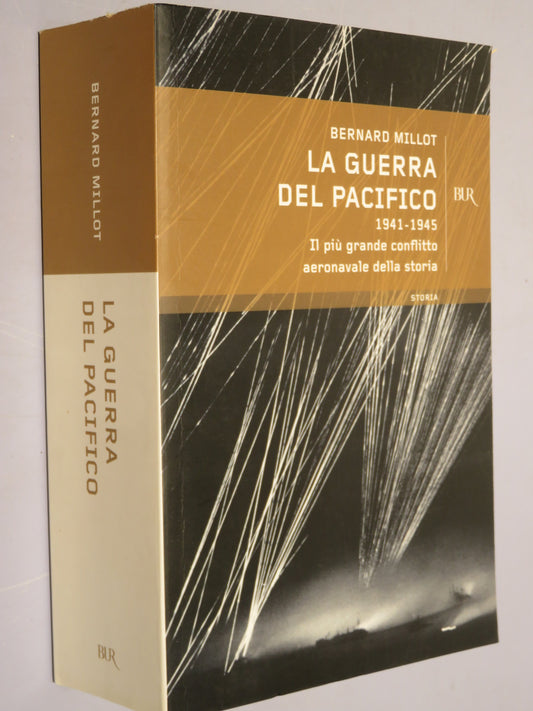 BERNARD MILLOT
LA GUERRA
DEL PACIFICO
BUR
BERNARD MILLOT
LA GUERRA
DEL PACIFICO
1941-1945
Il più grande conflitto
aeronavale della storia
BUR
STORIA